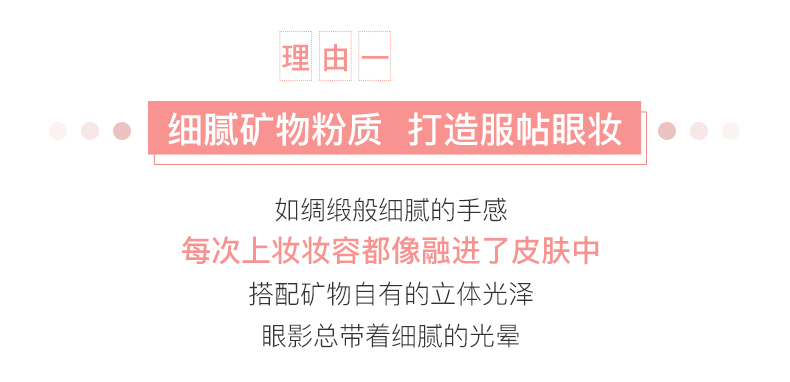 理由一
细腻矿物粉质 打造服帖眼妆
如绸缎般细腻的手感
每次上妆妆容都像融进了皮肤中
搭配矿物自有的立体光泽
眼影总带着细腻的光晕